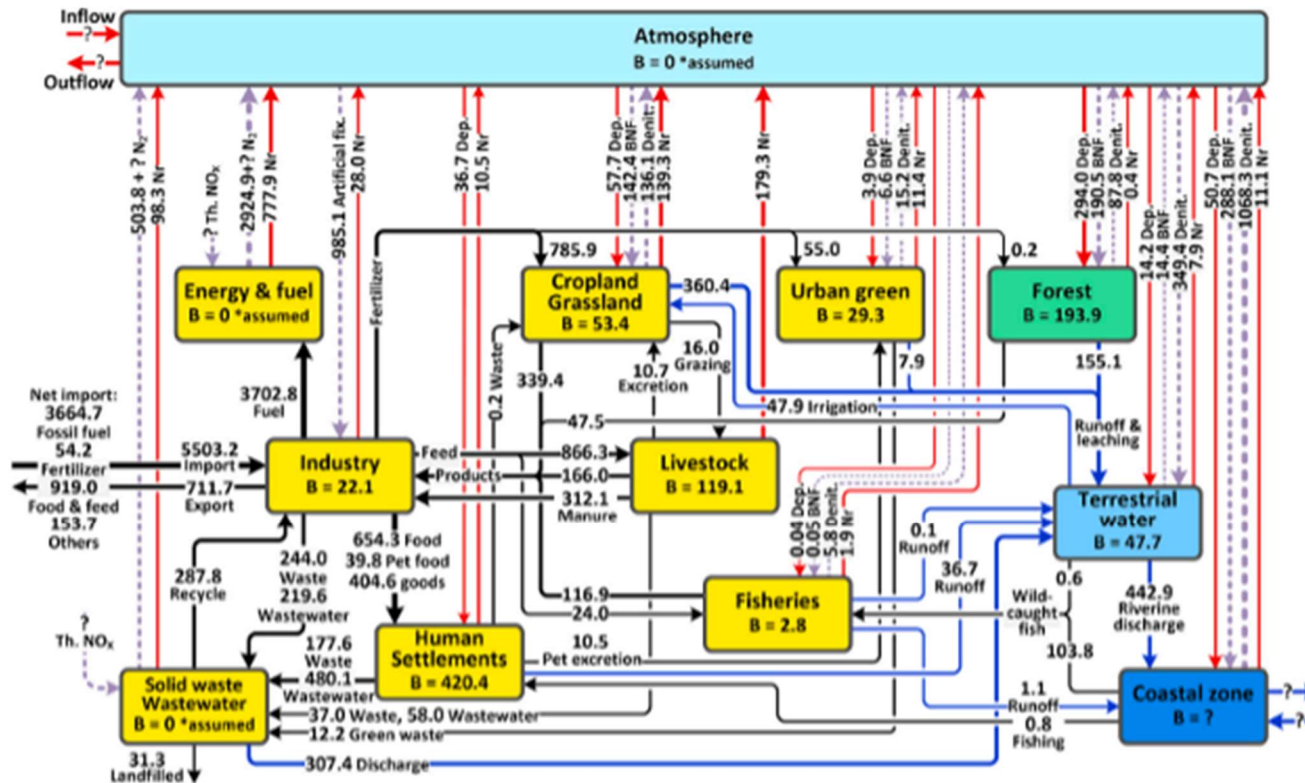 Inflow
?
?
Outflow
Atmosphere
B = 0 *assumed
503.8 + ? N₂
98.3 Nr
? Th. NOₓ
2924.9+? N₂
777.9 Nr
985.1 Artificial fix.
28.0 Nr
36.7 Dep.
10.5 Nr
57.7 Dep.
142.4 BNF
136.1 Denit.
139.3 Nr
179.3 Nr
3.9 Dep.
6.6 BNF
15.2 Denit.
11.4 Nr
294.0 Dep.
190.5 BNF
87.8 Denit.
0.4 Nr
14.2 Dep.
14.4 BNF
349.4 Denit.
7.9 Nr
50.7 Dep.
288.1 BNF
1068.3 Denit.
11.1 Nr
Fertilizer
785.9
55.0
0.2
Energy & fuel
B = 0 *assumed
Cropland
Grassland
B = 53.4
360.4
Urban green
B = 29.3
Forest
B = 193.9
0.2 Waste
339.4
10.7
Excretion
16.0
Grazing
7.9
155.1
3702.8
Fuel
47.5
47.9 Irrigation
Runoff &
leaching
Net import:
3664.7
Fossil fuel
54.2
Fertilizer
919.0
Food & feed
153.7
Others
5503.2
Import
711.7
Export
Industry
B = 22.1
Feed
866.3
Products
166.0
312.1
Manure
Livestock
B = 119.1
Terrestrial
water
B = 47.7
0.04 Dep.
0.05 BNF
5.8 Denit.
1.9 Nr
0.1
Runoff
36.7
Runoff
287.8
Recycle
244.0
Waste
219.6
Wastewater
654.3 Food
39.8 Pet food
404.6 goods
116.9
24.0
Fisheries
B = 2.8
0.6
Wild-
caught
fish
103.8
442.9
Riverine
discharge
?
Th. NOₓ
177.6
Waste
480.1
Wastewater
Human
Settlements
B = 420.4
10.5
Pet excretion
Solid waste
Wastewater
B = 0 *assumed
37.0 Waste, 58.0 Wastewater
12.2 Green waste
1.1
Runoff
0.8
Fishing
Coastal zone
B = ?
?
?
31.3
Landfilled
307.4 Discharge